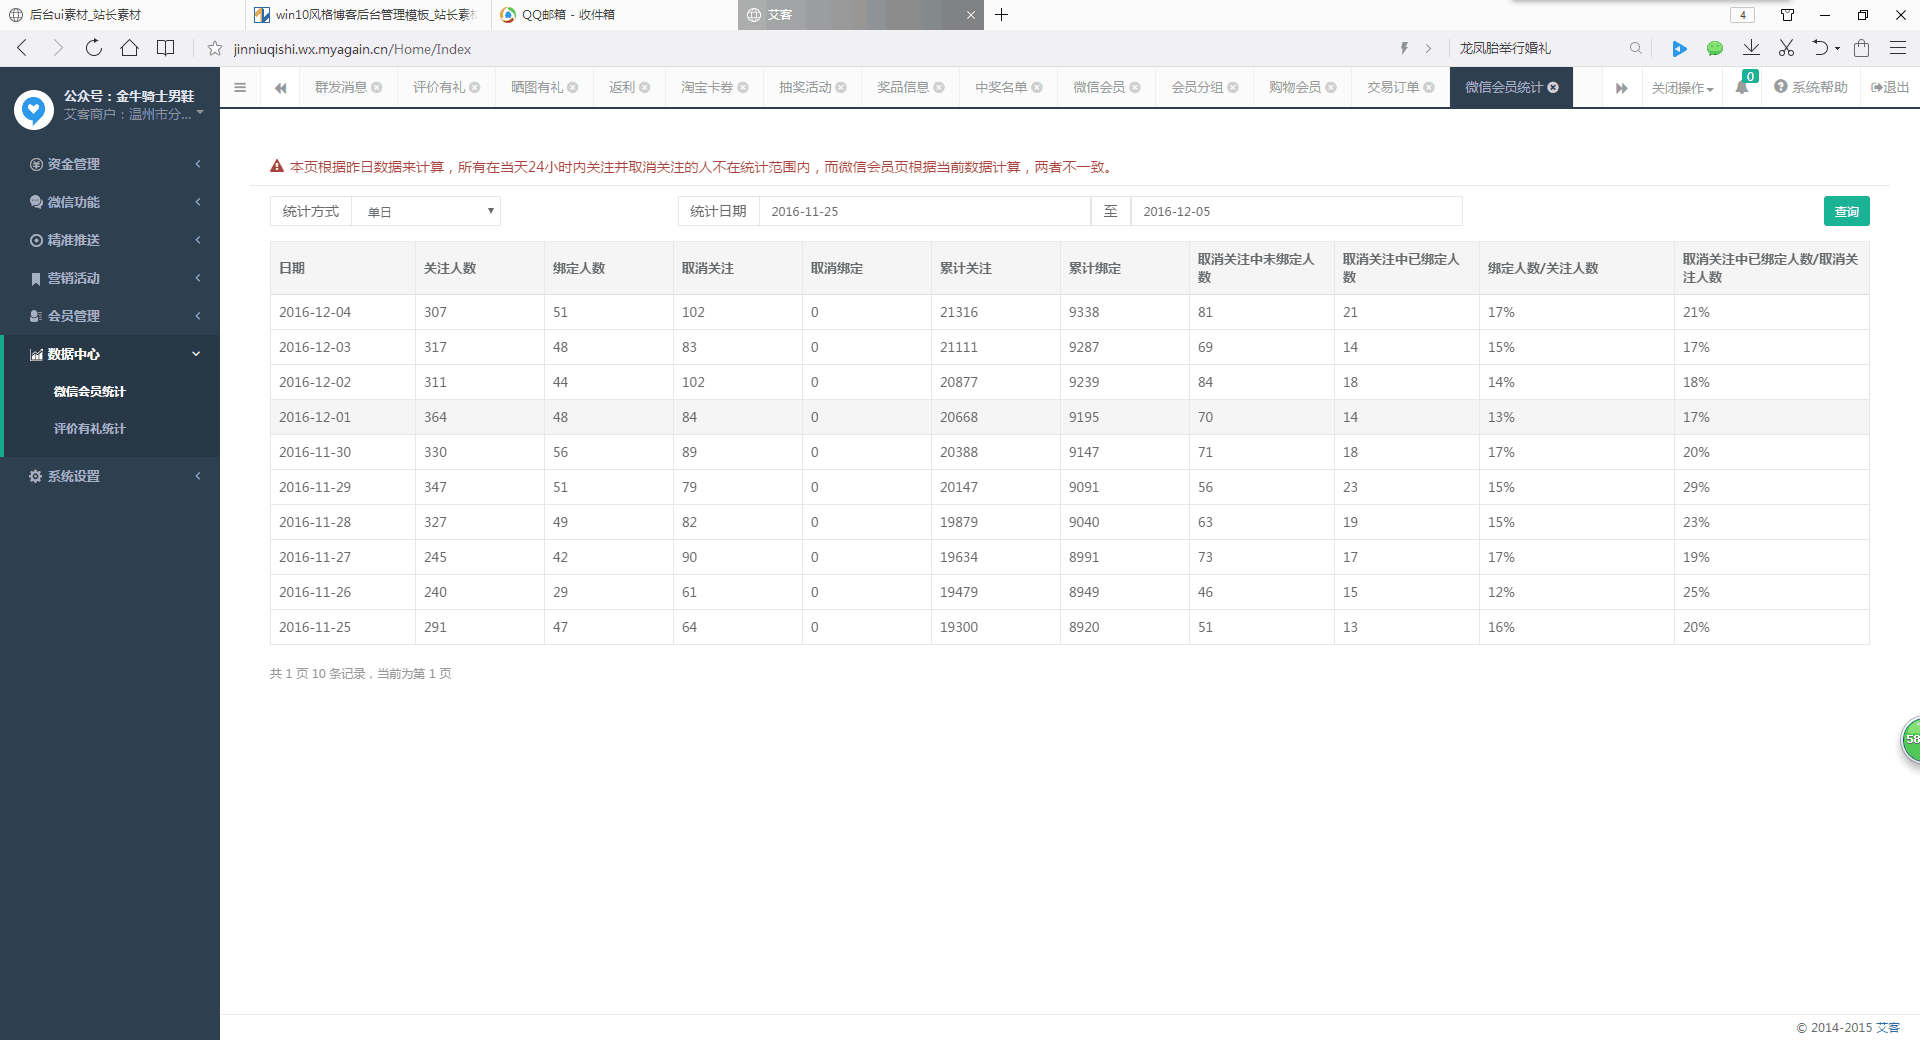 后台ui素材_站长素材
win10风格博客后台管理模板_站长素材
QQ邮箱 - 收件箱
艾客
4
jinniuqishi.wx.myagain.cn/Home/Index
龙凤胎举行婚礼
公众号：金牛骑士男鞋
艾客商户：温州市分...
群发消息
评价有礼
晒图有礼
返利
淘宝卡券
抽奖活动
奖品信息
中奖名单
微信会员
会员分组
购物会员
交易订单
微信会员统计
关闭操作
0
系统帮助
退出
资金管理
微信功能
精准推送
营销活动
会员管理
数据中心
微信会员统计
评价有礼统计
系统设置
本页根据昨日数据来计算，所有在当天24小时内关注并取消关注的人不在统计范围内，而微信会员页根据当前数据计算，两者不一致。
统计方式 单日 统计日期 2016-11-25 至 2016-12-05 查询
日期 关注人数 绑定人数 取消关注 取消绑定 累计关注 累计绑定 取消关注中未绑定人数 取消关注中已绑定人数 绑定人数/关注人数 取消关注中已绑定人数/取消关注人数
2016-12-04 307 51 102 0 21316 9338 81 21 17% 21%
2016-12-03 317 48 83 0 21111 9287 69 14 15% 17%
2016-12-02 311 44 102 0 20877 9239 84 18 14% 18%
2016-12-01 364 48 84 0 20668 9195 70 14 13% 17%
2016-11-30 330 56 89 0 20388 9147 71 18 17% 20%
2016-11-29 347 51 79 0 20147 9091 56 23 15% 29%
2016-11-28 327 49 82 0 19879 9040 63 19 15% 23%
2016-11-27 245 42 90 0 19634 8991 73 17 17% 19%
2016-11-26 240 29 61 0 19479 8949 46 15 12% 25%
2016-11-25 291 47 64 0 19300 8920 51 13 16% 20%
共 1 页 10 条记录，当前为第 1 页
58
© 2014-2015 艾客